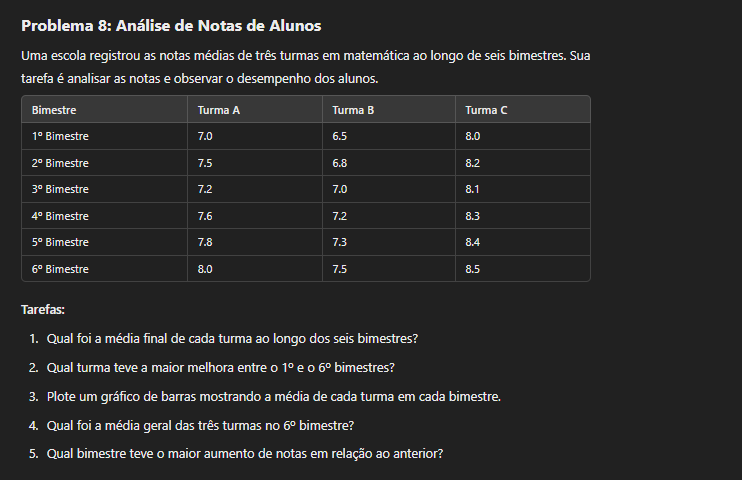 Problema 8: Análise de Notas de Alunos
Uma escola registrou as notas médias de três turmas em matemática ao longo de seis bimestres. Sua
tarefa é analisar as notas e observar o desempenho dos alunos.
Bimestre Turma A Turma B Turma C
1º Bimestre 7.0 6.5 8.0
2º Bimestre 7.5 6.8 8.2
3º Bimestre 7.2 7.0 8.1
4º Bimestre 7.6 7.2 8.3
5º Bimestre 7.8 7.3 8.4
6º Bimestre 8.0 7.5 8.5
Tarefas:
1. Qual foi a média final de cada turma ao longo dos seis bimestres?
2. Qual turma teve a maior melhora entre o 1º e o 6º bimestres?
3. Plote um gráfico de barras mostrando a média de cada turma em cada bimestre.
4. Qual foi a média geral das três turmas no 6º bimestre?
5. Qual bimestre teve o maior aumento de notas em relação ao anterior?